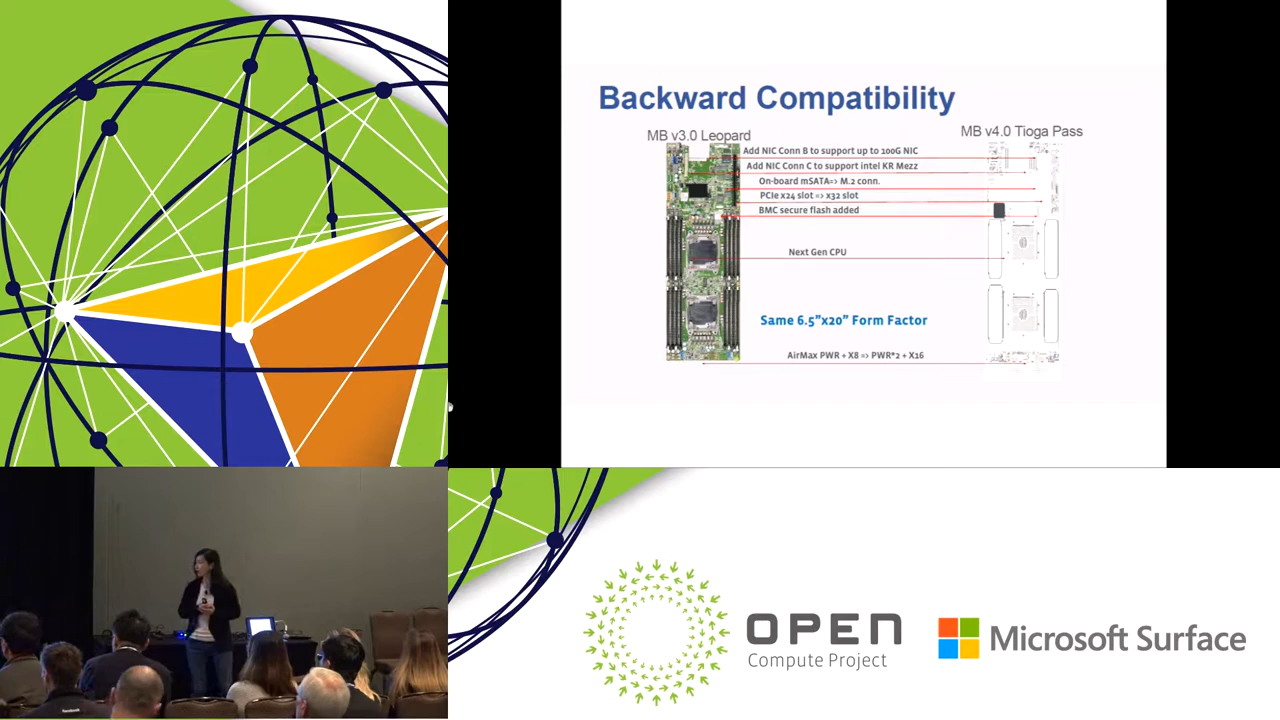 Backward Compatibility
MB v3.0 Leopard
MB v4.0 Tioga Pass
Add NIC Conn B to support up to 100G NIC
Add NIC Conn C to support intel KR Mezz
On-board mSATA=> M.2 conn.
PCIe x24 slot => x32 slot
BMC secure flash added
Next Gen CPU
Same 6.5”x20” Form Factor
AirMax PWR + X8 => PWR*2 + X16
OPEN
Compute Project
Microsoft Surface
facebook